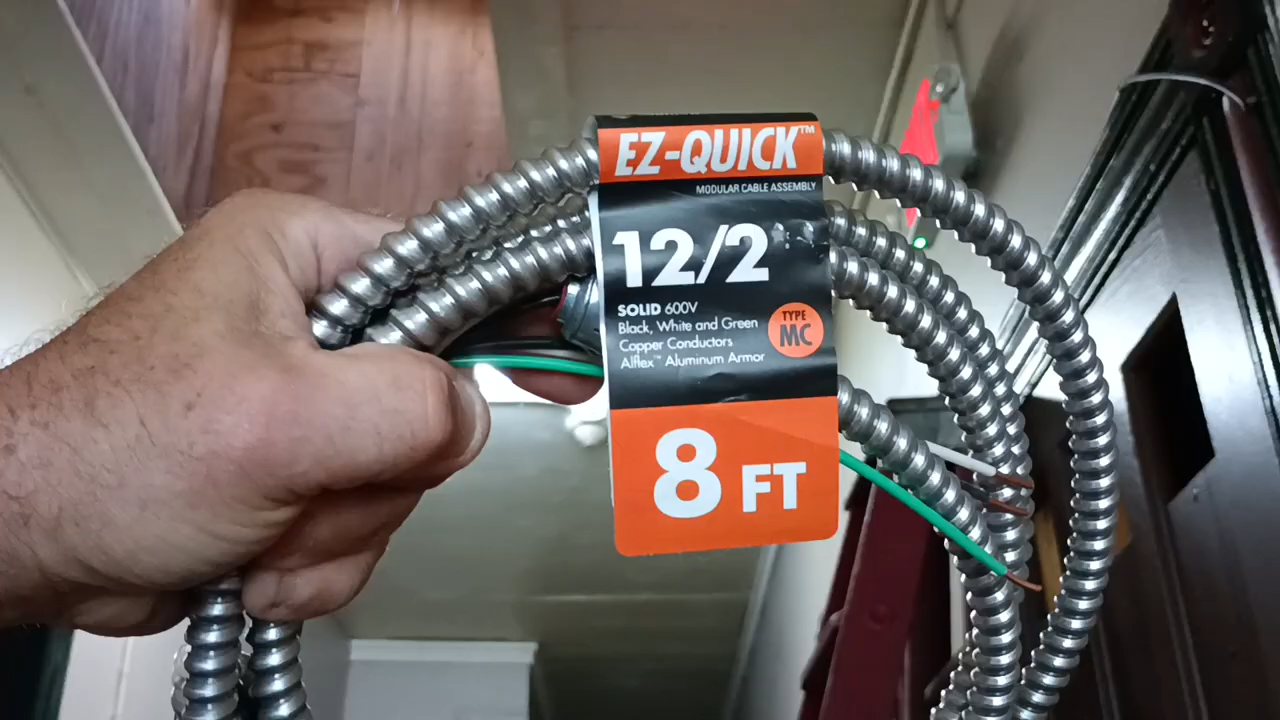 EZ-QUICK™
MODULAR CABLE ASSEMBLY
12/2
SOLID 600V
Black, White and Green
Copper Conductors
Alflex™ Aluminum Armor
TYPE
MC
8 FT